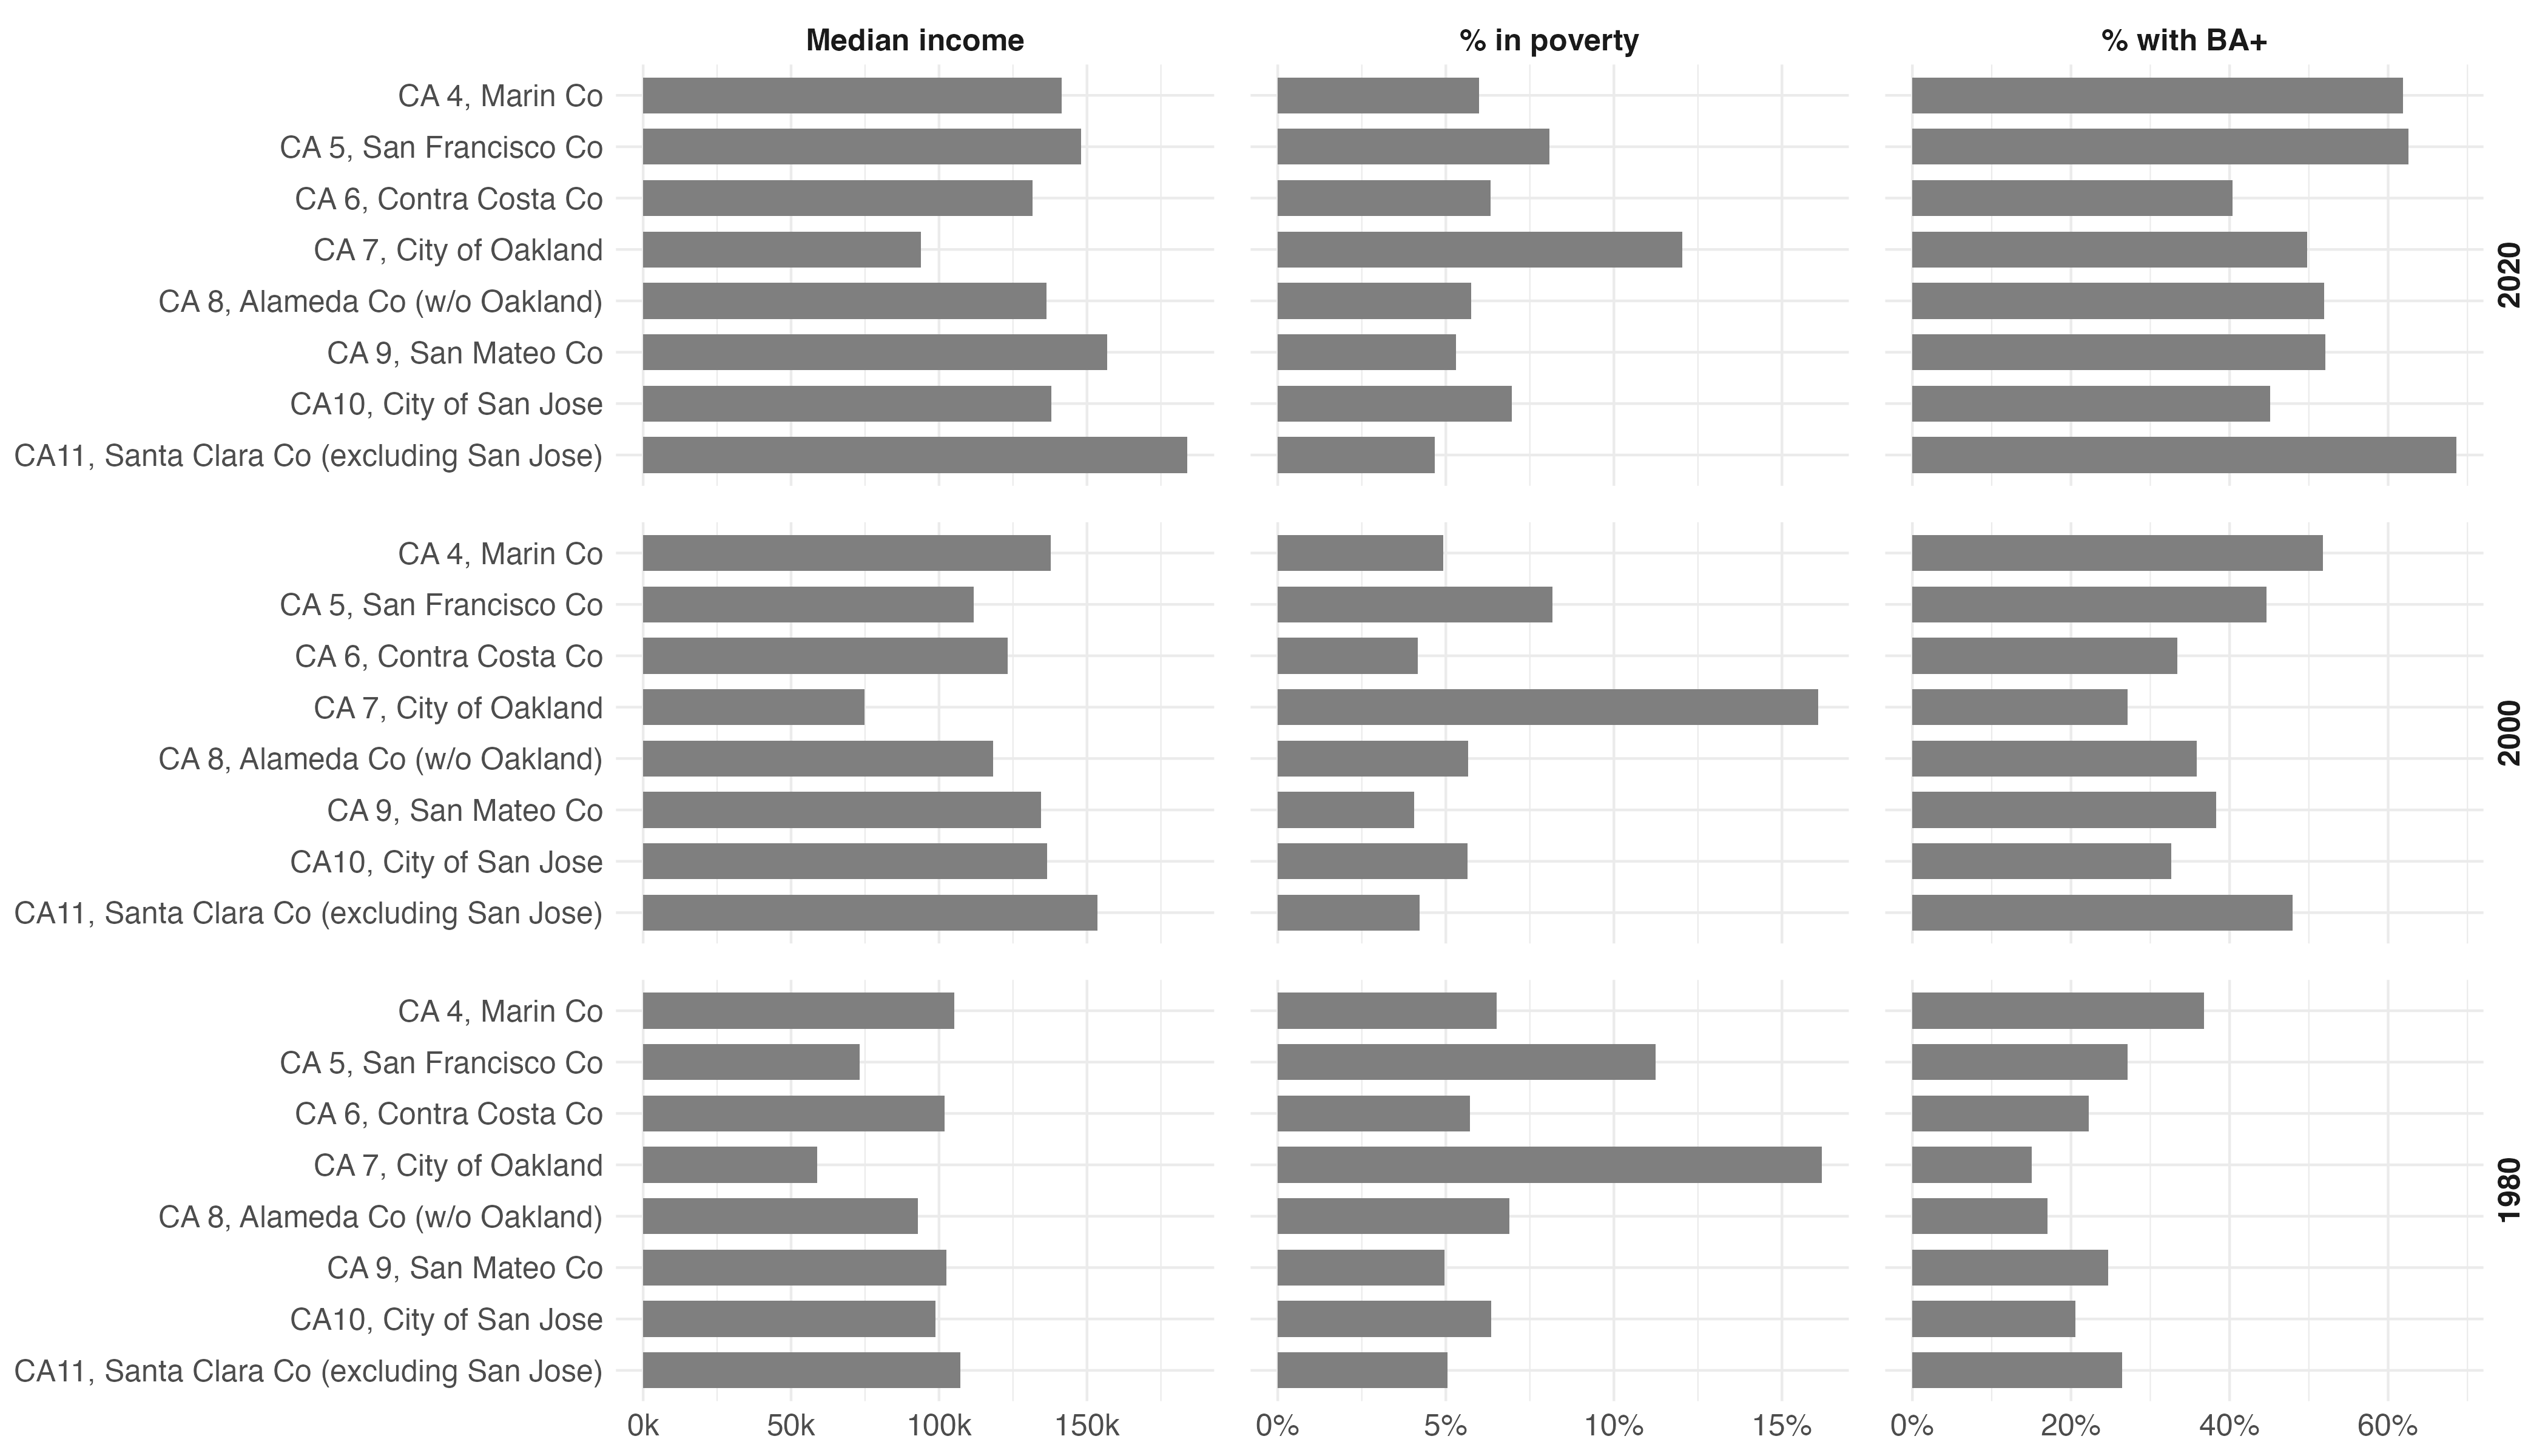 Median income % in poverty % with BA+
CA 4, Marin Co
CA 5, San Francisco Co
CA 6, Contra Costa Co
CA 7, City of Oakland
CA 8, Alameda Co (w/o Oakland)
CA 9, San Mateo Co
CA10, City of San Jose
CA11, Santa Clara Co (excluding San Jose)
2020
CA 4, Marin Co
CA 5, San Francisco Co
CA 6, Contra Costa Co
CA 7, City of Oakland
CA 8, Alameda Co (w/o Oakland)
CA 9, San Mateo Co
CA10, City of San Jose
CA11, Santa Clara Co (excluding San Jose)
2000
CA 4, Marin Co
CA 5, San Francisco Co
CA 6, Contra Costa Co
CA 7, City of Oakland
CA 8, Alameda Co (w/o Oakland)
CA 9, San Mateo Co
CA10, City of San Jose
CA11, Santa Clara Co (excluding San Jose)
1980
0k 50k 100k 150k 0% 5% 10% 15% 0% 20% 40% 60%